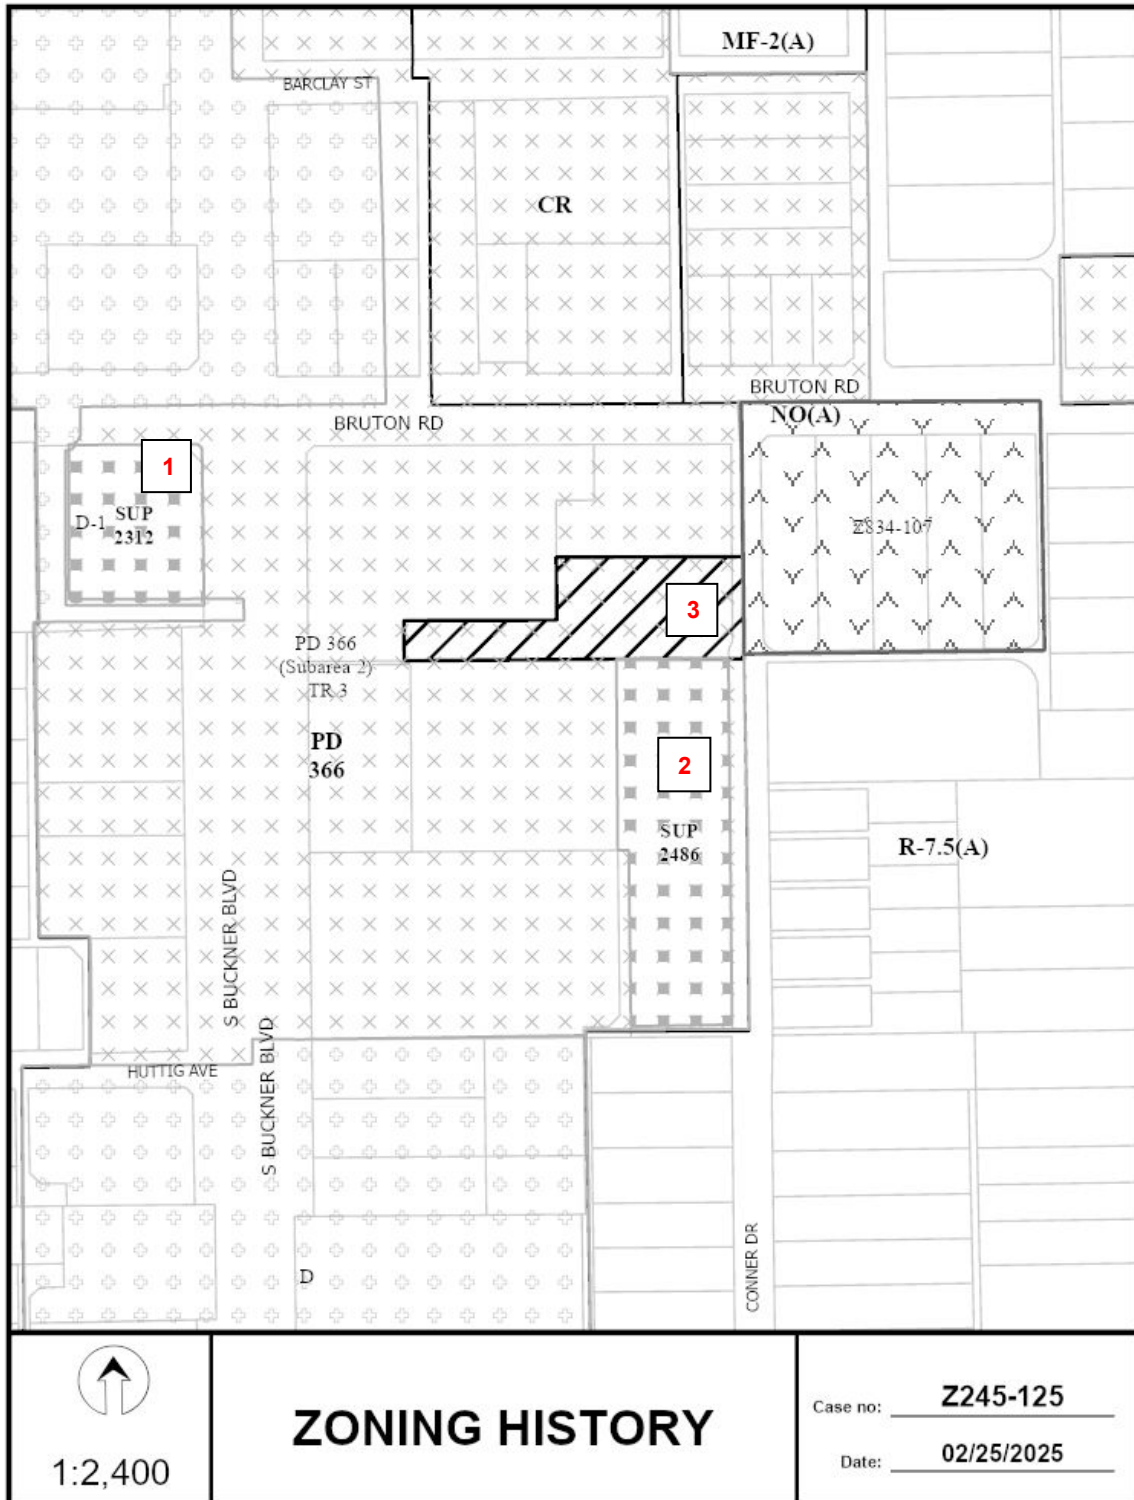 MF-2(A)
BARCLAY ST
CR
BRUTON RD
NO(A)
BRUTON RD
1
D-1
SUP
2312
Z834-107
3
PD 366
(Subarea 2)
TR 3
PD
366
2
SUP
2486
R-7.5(A)
S BUCKNER BLVD
S BUCKNER BLVD
HUTTIG AVE
CONNER DR
D
1:2,400
ZONING HISTORY
Case no: Z245-125
Date: 02/25/2025